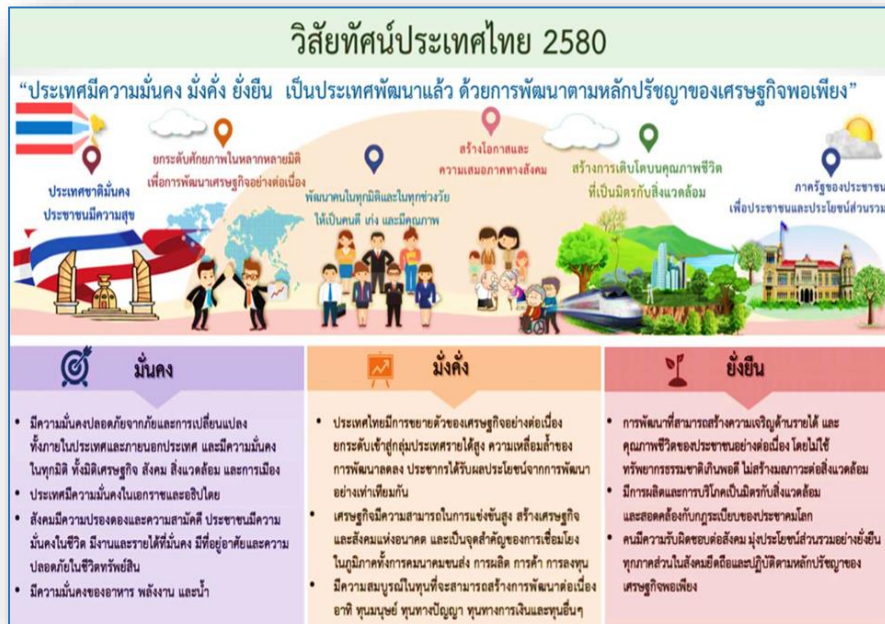 วิสัยทัศน์ประเทศไทย 2580
“ประเทศมีความมั่นคง มั่งคั่ง ยั่งยืน เป็นประเทศพัฒนาแล้ว ด้วยการพัฒนาตามหลักปรัชญาของเศรษฐกิจพอเพียง”
ประเทศชาติมั่นคง
ประชาชนมีความสุข
ยกระดับศักยภาพในหลากหลายมิติ
เพื่อการพัฒนาเศรษฐกิจอย่างต่อเนื่อง
พัฒนาคนในทุกมิติและในทุกช่วงวัย
ให้เป็นคนดี เก่ง และมีคุณภาพ
สร้างโอกาสและ
ความเสมอภาคทางสังคม
สร้างการเติบโตบนคุณภาพชีวิต
ที่เป็นมิตรกับสิ่งแวดล้อม
ภาครัฐของประชาชน
เพื่อประชาชนและประโยชน์ส่วนรวม
มั่นคง
• มีความมั่นคงปลอดภัยจากภัยและการเปลี่ยนแปลง
ทั้งภายในประเทศและภายนอกประเทศ และมีความมั่นคง
ในทุกมิติ ทั้งมิติเศรษฐกิจ สังคม สิ่งแวดล้อม และการเมือง
• ประเทศมีความมั่นคงในเอกราชและอธิปไตย
• สังคมมีความปรองดองและความสามัคคี ประชาชนมีความ
มั่นคงในชีวิต มีงานและรายได้ที่มั่นคง มีที่อยู่อาศัยและความ
ปลอดภัยในชีวิตทรัพย์สิน
• มีความมั่นคงของอาหาร พลังงาน และน้ำ
มั่งคั่ง
• ประเทศไทยมีการขยายตัวของเศรษฐกิจอย่างต่อเนื่อง
ยกระดับเข้าสู่กลุ่มประเทศรายได้สูง ความเหลื่อมล้ำของ
การพัฒนาลดลง ประชากรได้รับผลประโยชน์จากการพัฒนา
อย่างเท่าเทียมกัน
• เศรษฐกิจมีความสามารถในการแข่งขันสูง สร้างเศรษฐกิจ
และสังคมแห่งอนาคต และเป็นจุดสำคัญของการเชื่อมโยง
ในภูมิภาคทั้งการคมนาคมขนส่ง การผลิต การค้า การลงทุน
• มีความสมบูรณ์ในทุนที่จะสามารถสร้างการพัฒนาต่อเนื่อง
อาทิ ทุนมนุษย์ ทุนทางปัญญา ทุนทางการเงินและทุนอื่นๆ
ยั่งยืน
• การพัฒนาที่สามารถสร้างความเจริญด้านรายได้ และ
คุณภาพชีวิตของประชาชนอย่างต่อเนื่อง โดยไม่ใช้
ทรัพยากรธรรมชาติเกินพอดี ไม่สร้างมลภาวะต่อสิ่งแวดล้อม
• มีการผลิตและการบริโภคเป็นมิตรกับสิ่งแวดล้อม
และสอดคล้องกับกฎระเบียบของประชาคมโลก
• คนมีความรับผิดชอบต่อสังคม มุ่งประโยชน์ส่วนรวมอย่างยั่งยืน
ทุกภาคส่วนในสังคมยึดถือและปฏิบัติตามหลักปรัชญาของ
เศรษฐกิจพอเพียง